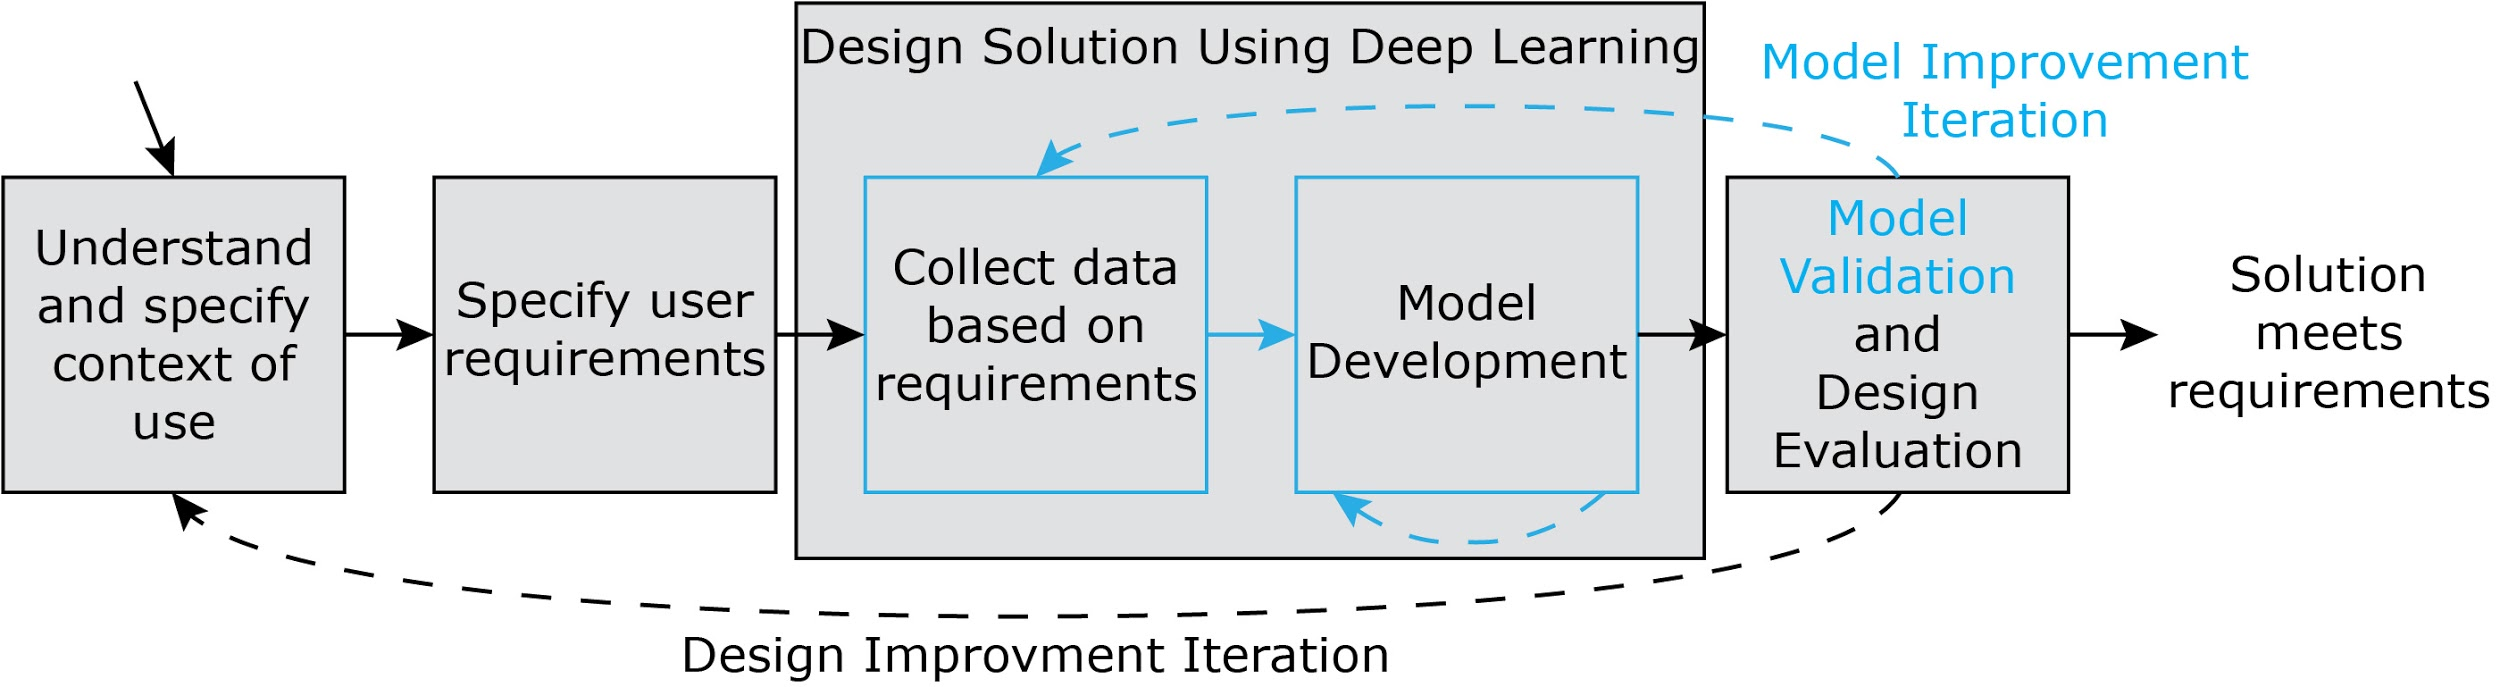 Design Solution Using Deep Learning
Model Improvement
Iteration
Understand
and specify
context of
use
Specify user
requirements
Collect data
based on
requirements
Model
Development
Model
Validation
and
Design
Evaluation
Solution
meets
requirements
Design Improvment Iteration